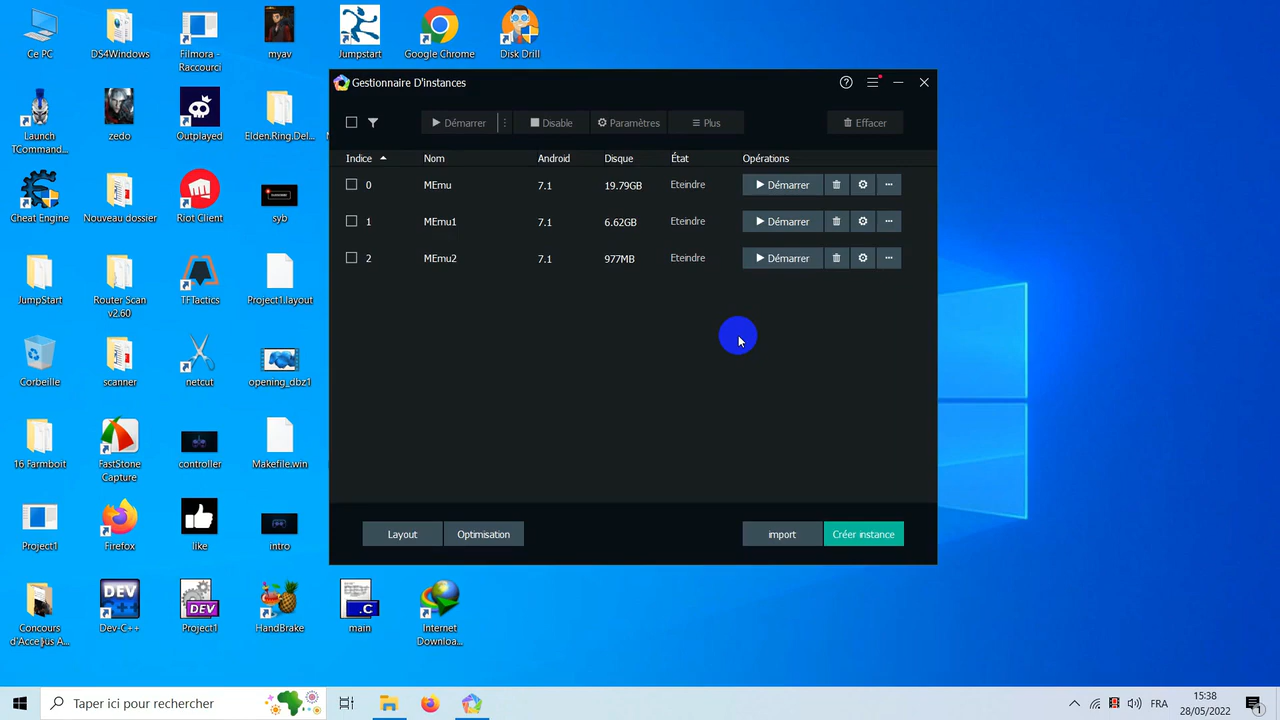 Ce PC
DS4Windows
Filmora -
Raccourci
myav
Jumpstart
Google Chrome
Disk Drill
Launch
TCommand...
zedo
Outplayed
Elden.Ring.Del...
Cheat Engine
Nouveau dossier
Riot Client
syb
JumpStart
Router Scan
v2.60
TFTactics
Project1.layout
Corbeille
scanner
netcut
opening_dbz1
16 Farmboit
FastStone
Capture
controller
Makefile.win
Project1
Firefox
like
intro
Concours
d'Acce‡us A...
DEV
C++
Dev-C++
DEV
Project1
HandBrake
.C
main
Internet
Downloa...
Gestionnaire D'instances
Démarrer
Disable
Paramètres
Plus
Effacer
Indice Nom Android Disque État Opérations
0 MEmu 7.1 19.79GB Eteindre Démarrer
1 MEmu1 7.1 6.62GB Eteindre Démarrer
2 MEmu2 7.1 977MB Eteindre Démarrer
Layout
Optimisation
import
Créer instance
Taper ici pour rechercher
FRA
15:38
28/05/2022
1